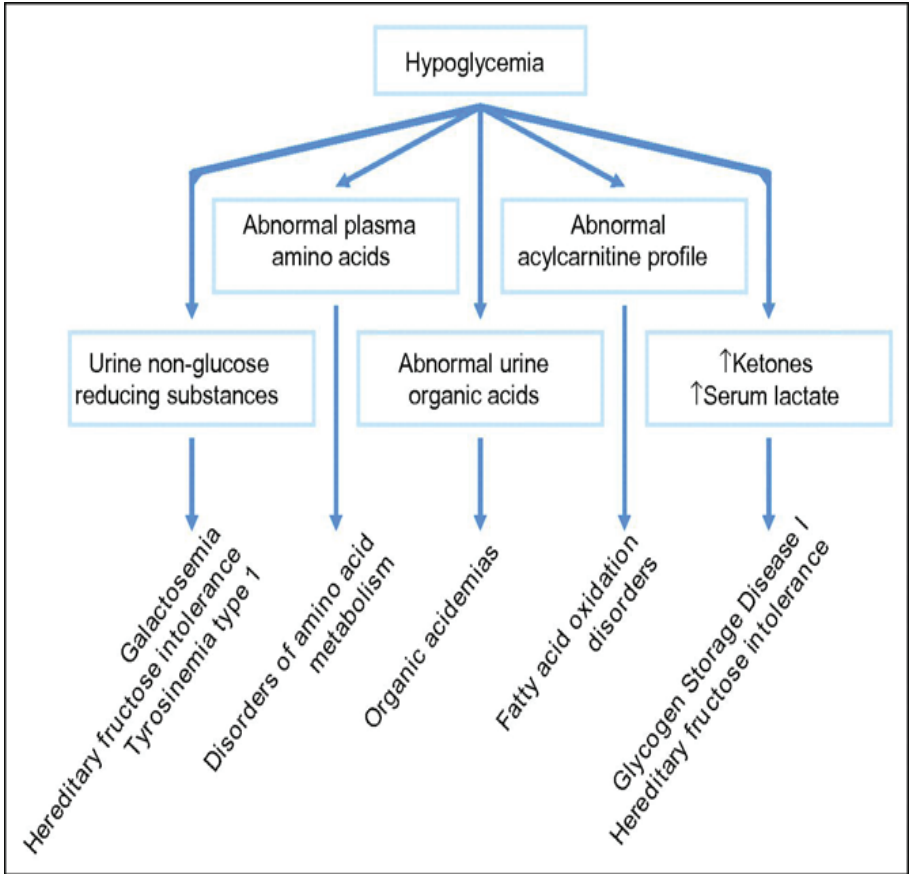 Hypoglycemia
Abnormal plasma
amino acids
Abnormal
acylcarnitine profile
Urine non-glucose
reducing substances
Abnormal urine
organic acids
↑Ketones
↑Serum lactate
Galactosemia
Hereditary fructose intolerance
Tyrosinemia type 1
Disorders of amino acid
metabolism
Organic acidemias
Fatty acid oxidation
disorders
Glycogen Storage Disease I
Hereditary fructose intolerance